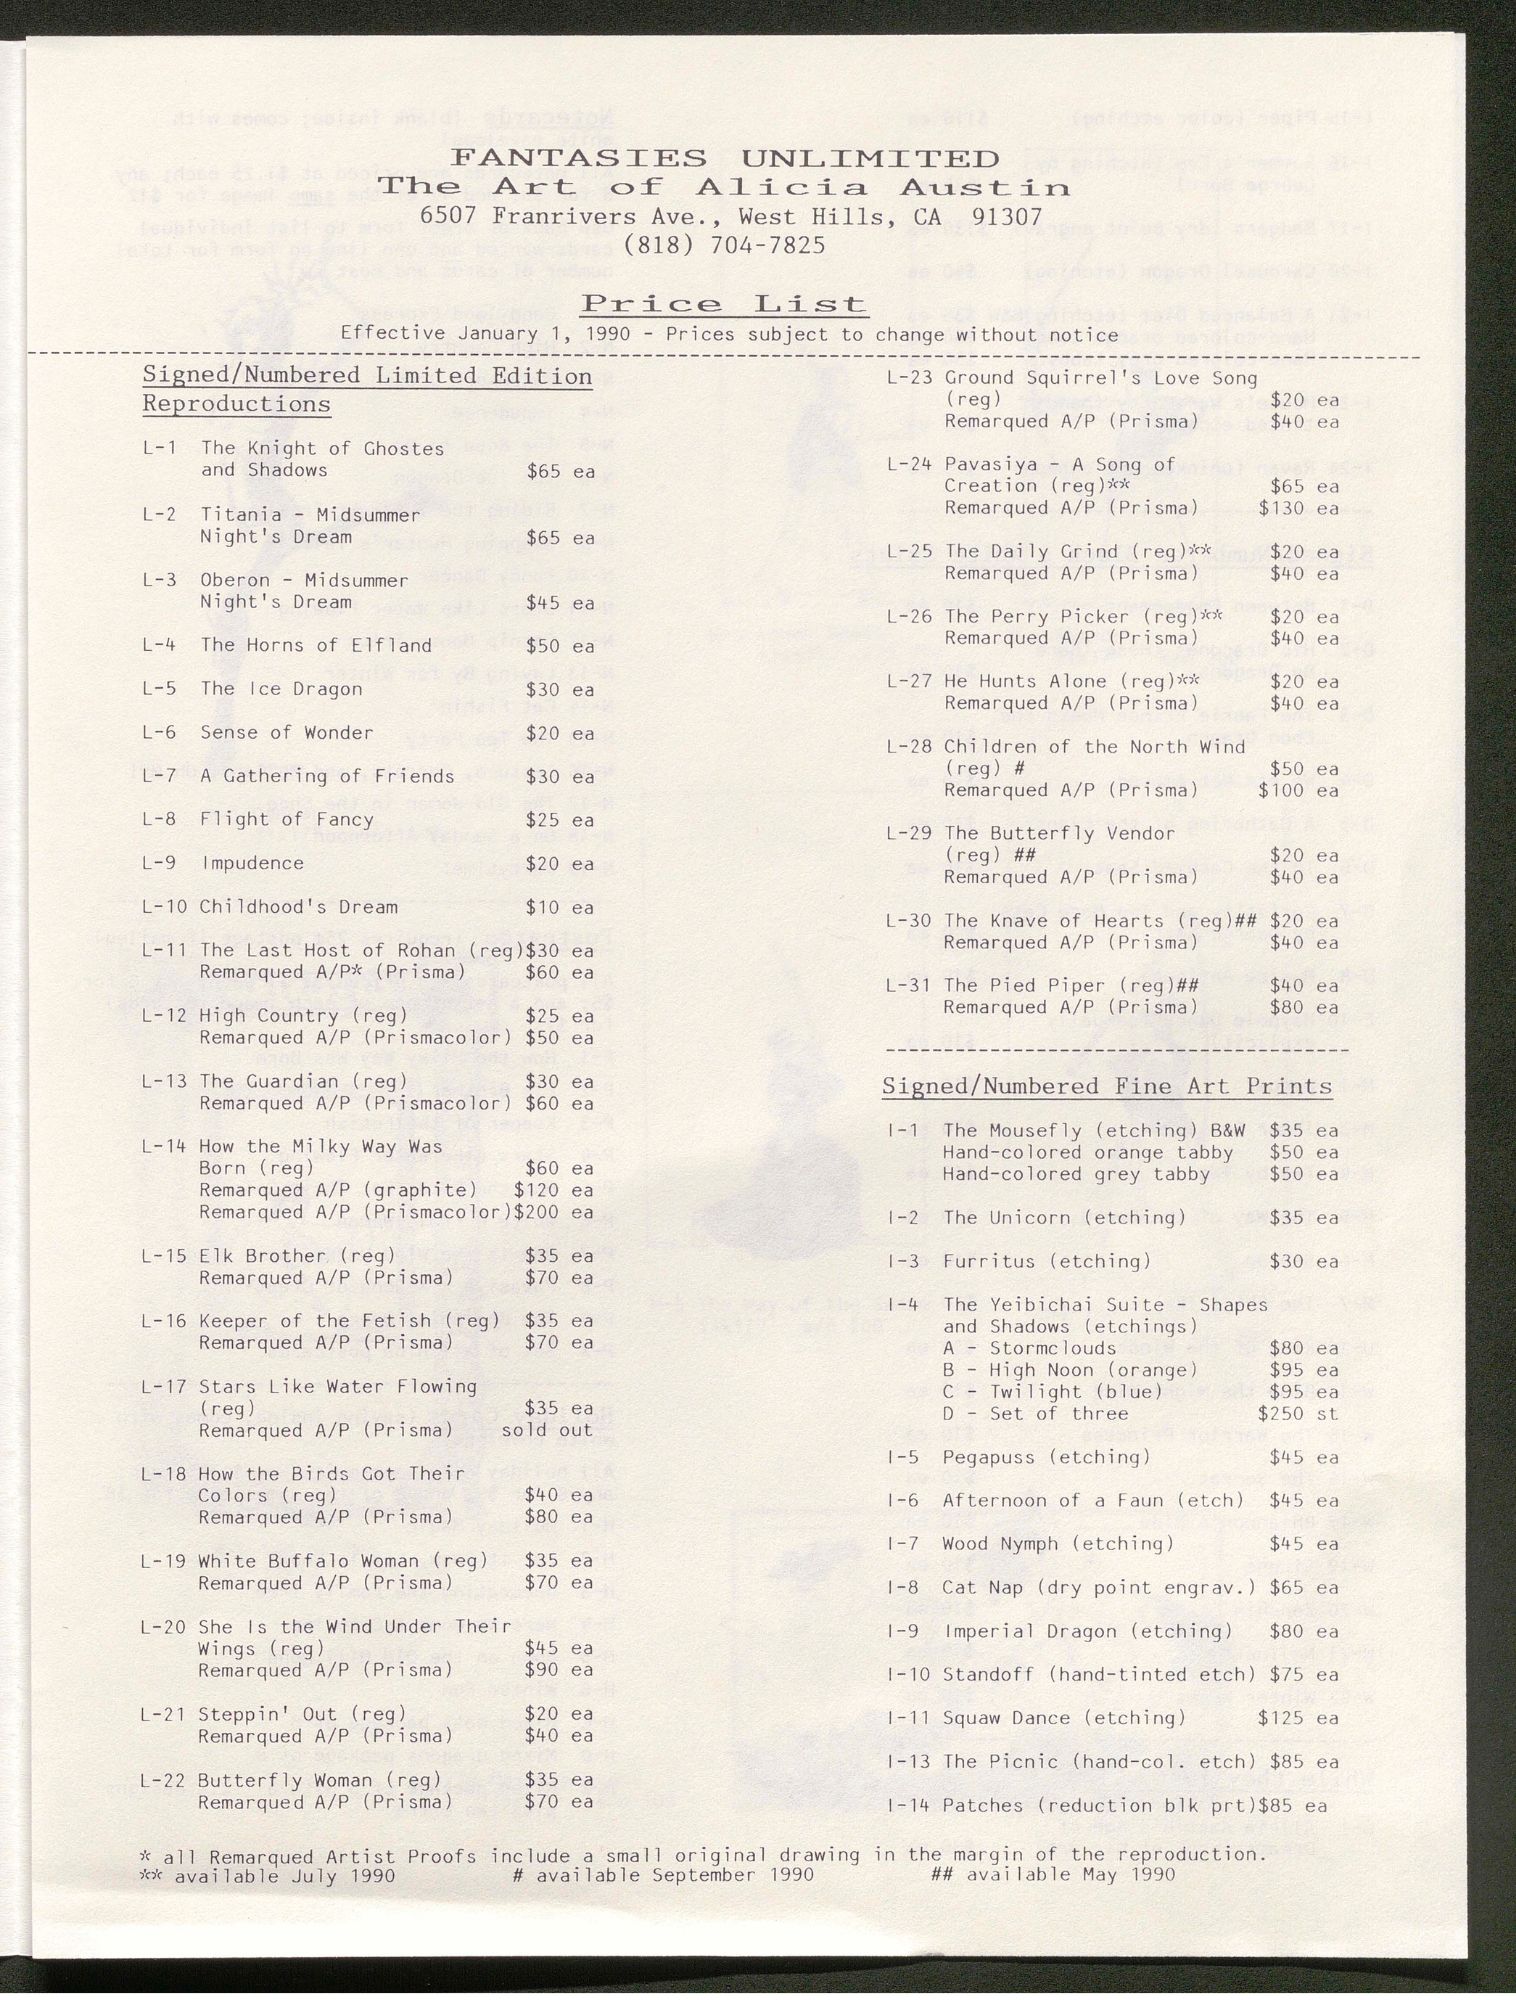 FANTASIES UNLIMITED
The Art of Alicia Austin
6507 Franrivers Ave., West Hills, CA 91307
(818) 704-7825
Price List
Effective January 1, 1990 - Prices subject to change without notice
Signed/Numbered Limited Edition
Reproductions
L-1 The Knight of Ghostes
and Shadows $65 ea
L-2 Titania - Midsummer
Night's Dream $65 ea
L-3 Oberon - Midsummer
Night's Dream $45 ea
L-4 The Horns of Elfland $50 ea
L-5 The Ice Dragon $30 ea
L-6 Sense of Wonder $20 ea
L-7 A Gathering of Friends $30 ea
L-8 Flight of Fancy $25 ea
L-9 Impudence $20 ea
L-10 Childhood's Dream $10 ea
L-11 The Last Host of Rohan (reg)$30 ea
Remarqued A/P* (Prisma) $60 ea
L-12 High Country (reg) $25 ea
Remarqued A/P (Prismacolor) $50 ea
L-13 The Guardian (reg) $30 ea
Remarqued A/P (Prismacolor) $60 ea
L-14 How the Milky Way Was
Born (reg) $60 ea
Remarqued A/P (graphite) $120 ea
Remarqued A/P (Prismacolor)$200 ea
L-15 Elk Brother (reg) $35 ea
Remarqued A/P (Prisma) $70 ea
L-16 Keeper of the Fetish (reg) $35 ea
Remarqued A/P (Prisma) $70 ea
L-17 Stars Like Water Flowing
(reg) $35 ea
Remarqued A/P (Prisma) sold out
L-18 How the Birds Got Their
Colors (reg) $40 ea
Remarqued A/P (Prisma) $80 ea
L-19 White Buffalo Woman (reg) $35 ea
Remarqued A/P (Prisma) $70 ea
L-20 She Is the Wind Under Their
Wings (reg) $45 ea
Remarqued A/P (Prisma) $90 ea
L-21 Steppin' Out (reg) $20 ea
Remarqued A/P (Prisma) $40 ea
L-22 Butterfly Woman (reg) $35 ea
Remarqued A/P (Prisma) $70 ea
L-23 Ground Squirrel's Love Song
(reg) $20 ea
Remarqued A/P (Prisma) $40 ea
L-24 Pavasiya - A Song of
Creation (reg)** $65 ea
Remarqued A/P (Prisma) $130 ea
L-25 The Daily Grind (reg)** $20 ea
Remarqued A/P (Prisma) $40 ea
L-26 The Perry Picker (reg)** $20 ea
Remarqued A/P (Prisma) $40 ea
L-27 He Hunts Alone (reg)** $20 ea
Remarqued A/P (Prisma) $40 ea
L-28 Children of the North Wind
(reg) # $50 ea
Remarqued A/P (Prisma) $100 ea
L-29 The Butterfly Vendor
(reg) ## $20 ea
Remarqued A/P (Prisma) $40 ea
L-30 The Knave of Hearts (reg)## $20 ea
Remarqued A/P (Prisma) $40 ea
L-31 The Pied Piper (reg)## $40 ea
Remarqued A/P (Prisma) $80 ea
Signed/Numbered Fine Art Prints
I-1 The Mousefly (etching) B&W $35 ea
Hand-colored orange tabby $50 ea
Hand-colored grey tabby $50 ea
I-2 The Unicorn (etching) $35 ea
I-3 Furritus (etching) $30 ea
I-4 The Yeibichai Suite - Shapes
and Shadows (etchings)
A - Stormclouds $80 ea
B - High Noon (orange) $95 ea
C - Twilight (blue) $95 ea
D - Set of three $250 st
I-5 Pegapuss (etching) $45 ea
I-6 Afternoon of a Faun (etch) $45 ea
I-7 Wood Nymph (etching) $45 ea
I-8 Cat Nap (dry point engrav.) $65 ea
I-9 Imperial Dragon (etching) $80 ea
I-10 Standoff (hand-tinted etch) $75 ea
I-11 Squaw Dance (etching) $125 ea
I-13 The Picnic (hand-col. etch) $85 ea
I-14 Patches (reduction blk prt)$85 ea
* all Remarqued Artist Proofs include a small original drawing in the margin of the reproduction.
** available July 1990 # available September 1990 ## available May 1990